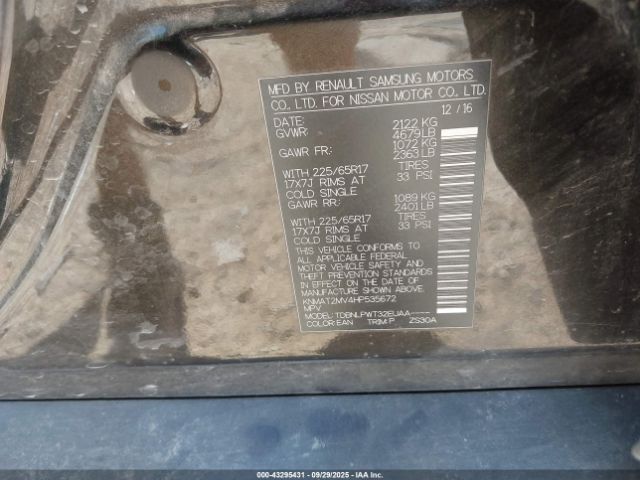 MFD BY RENAULT SAMSUNG MOTORS
CO., LTD. FOR NISSAN MOTOR CO., LTD.
DATE: 12 / 16
GVWR: 2122 KG
4679 LB
GAWR FR: 1072 KG
2363 LB
WITH 225/65R17 TIRES
17X7J RIMS AT 33 PSI
COLD SINGLE
GAWR RR: 1089 KG
2401 LB
WITH 225/65R17 TIRES
17X7J RIMS AT 33 PSI
COLD SINGLE
THIS VEHICLE CONFORMS TO
ALL APPLICABLE FEDERAL
MOTOR VEHICLE SAFETY AND
THEFT PREVENTION STANDARDS
IN EFFECT ON THE DATE OF
MANUFACTURE SHOWN ABOVE.
KNMAT2MV4HP535672
MPV
MODEL: TDBNLPWT32EUAA----
COLOR: EAN TRIM: P ZS30A
000-43295431 - 09/29/2025 - IAAI, Inc.